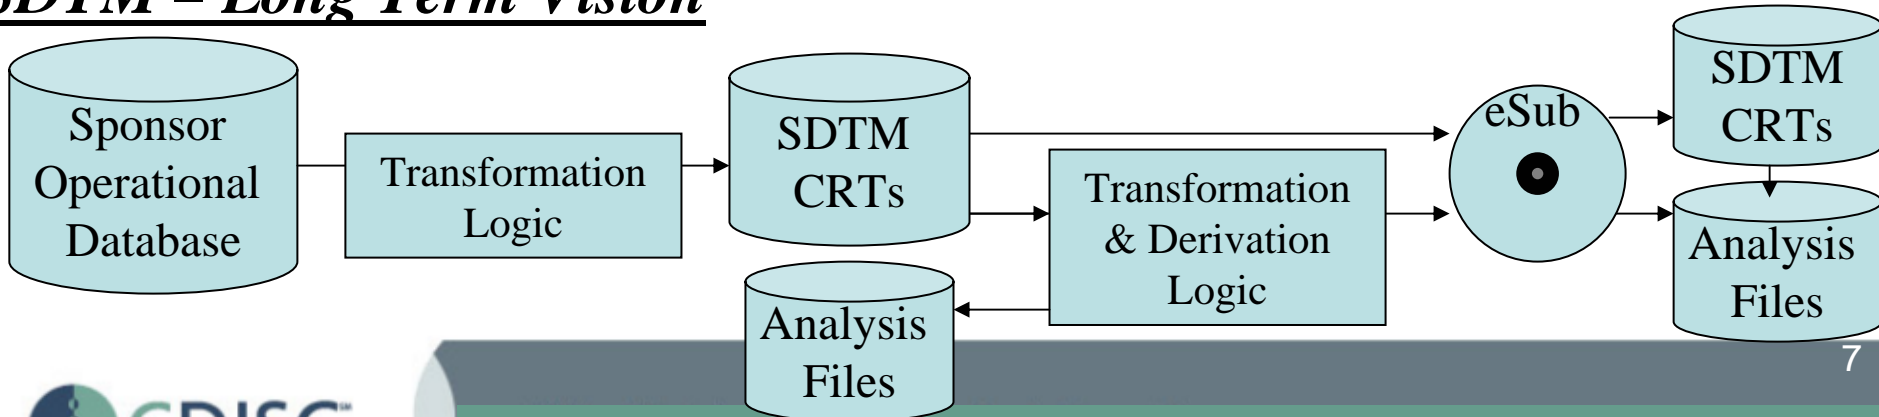 SDTM – Long Term Vision
Sponsor
Operational
Database
Transformation
Logic
SDTM
CRTs
Analysis
Files
Transformation
& Derivation
Logic
eSub
SDTM
CRTs
Analysis
Files
7
CDISC